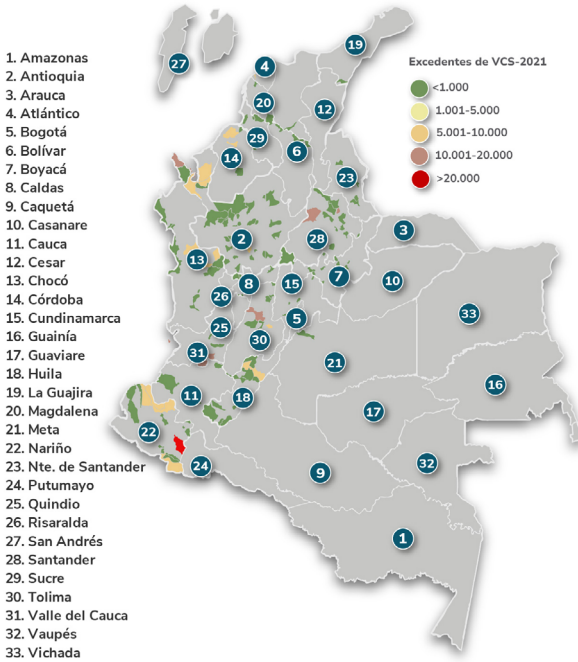 1. Amazonas
2. Antioquia
3. Arauca
4. Atlántico
5. Bogotá
6. Bolívar
7. Boyacá
8. Caldas
9. Caquetá
10. Casanare
11. Cauca
12. Cesar
13. Chocó
14. Córdoba
15. Cundinamarca
16. Guainía
17. Guaviare
18. Huila
19. La Guajira
20. Magdalena
21. Meta
22. Nariño
23. Nte. de Santander
24. Putumayo
25. Quindio
26. Risaralda
27. San Andrés
28. Santander
29. Sucre
30. Tolima
31. Valle del Cauca
32. Vaupés
33. Vichada
Excedentes de VCS-2021
<1.000
1.001-5.000
5.001-10.000
10.001-20.000
>20.000
19
27
4
20
12
29
6
14
23
3
2
28
13
7
10
8
15
26
33
5
25
30
31
21
16
11
18
17
22
32
24
9
1